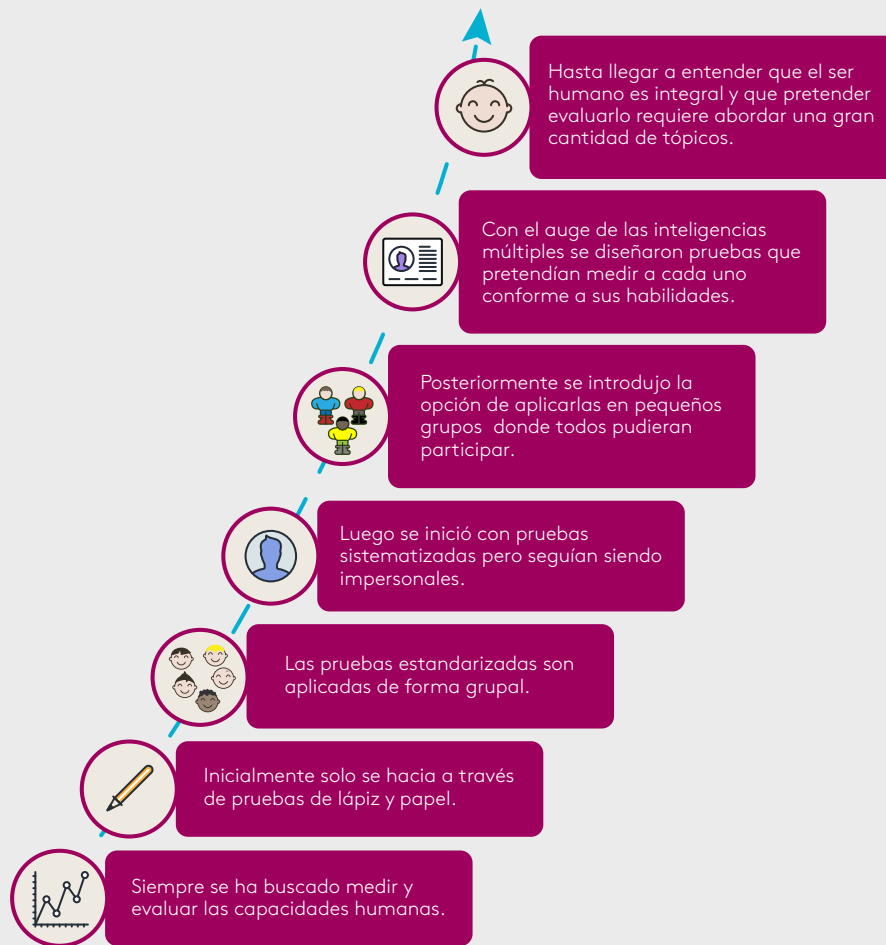 Hasta llegar a entender que el ser
humano es integral y que pretender
evaluarlo requiere abordar una gran
cantidad de tópicos.
Con el auge de las inteligencias
múltiples se diseñaron pruebas que
pretendían medir a cada uno
conforme a sus habilidades.
Posteriormente se introdujo la
opción de aplicarlas en pequeños
grupos  donde todos pudieran
participar.
Luego se inició con pruebas
sistematizadas pero seguían siendo
impersonales.
Las pruebas estandarizadas son
aplicadas de forma grupal.
Inicialmente solo se hacia a través
de pruebas de lápiz y papel.
Siempre se ha buscado medir y
evaluar las capacidades humanas.